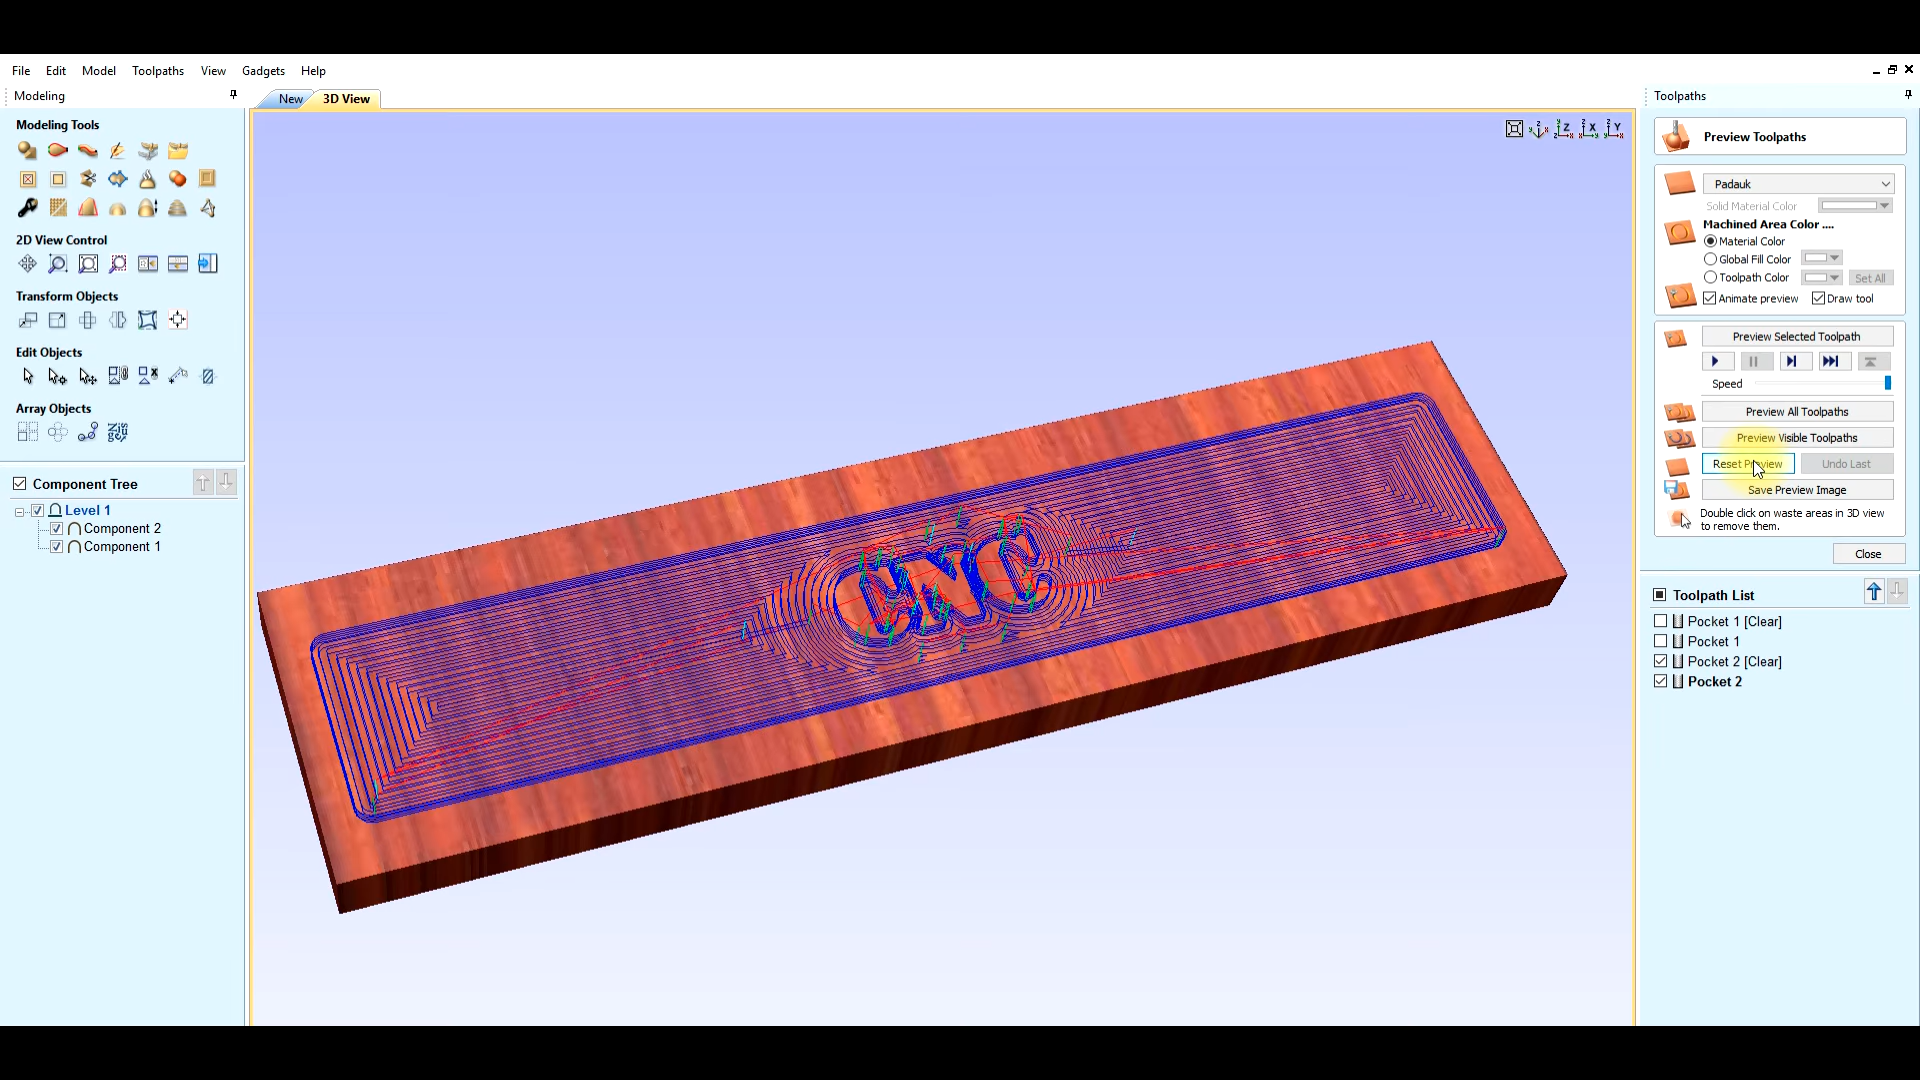 File Edit Model Toolpaths View Gadgets Help
Modeling
New 3D View
Toolpaths
Modeling Tools
2D View Control
Transform Objects
Edit Objects
Array Objects
Component Tree
Level 1
Component 2
Component 1
Z X Y
CNC
Preview Toolpaths
Padauk
Solid Material Color
Machined Area Color ....
Material Color
Global Fill Color
Toolpath Color Set All
Animate preview Draw tool
Preview Selected Toolpath
Speed
Preview All Toolpaths
Preview Visible Toolpaths
Reset Preview Undo Last
Save Preview Image
Double click on waste areas in 3D view
to remove them.
Close
Toolpath List
Pocket 1 [Clear]
Pocket 1
Pocket 2 [Clear]
Pocket 2